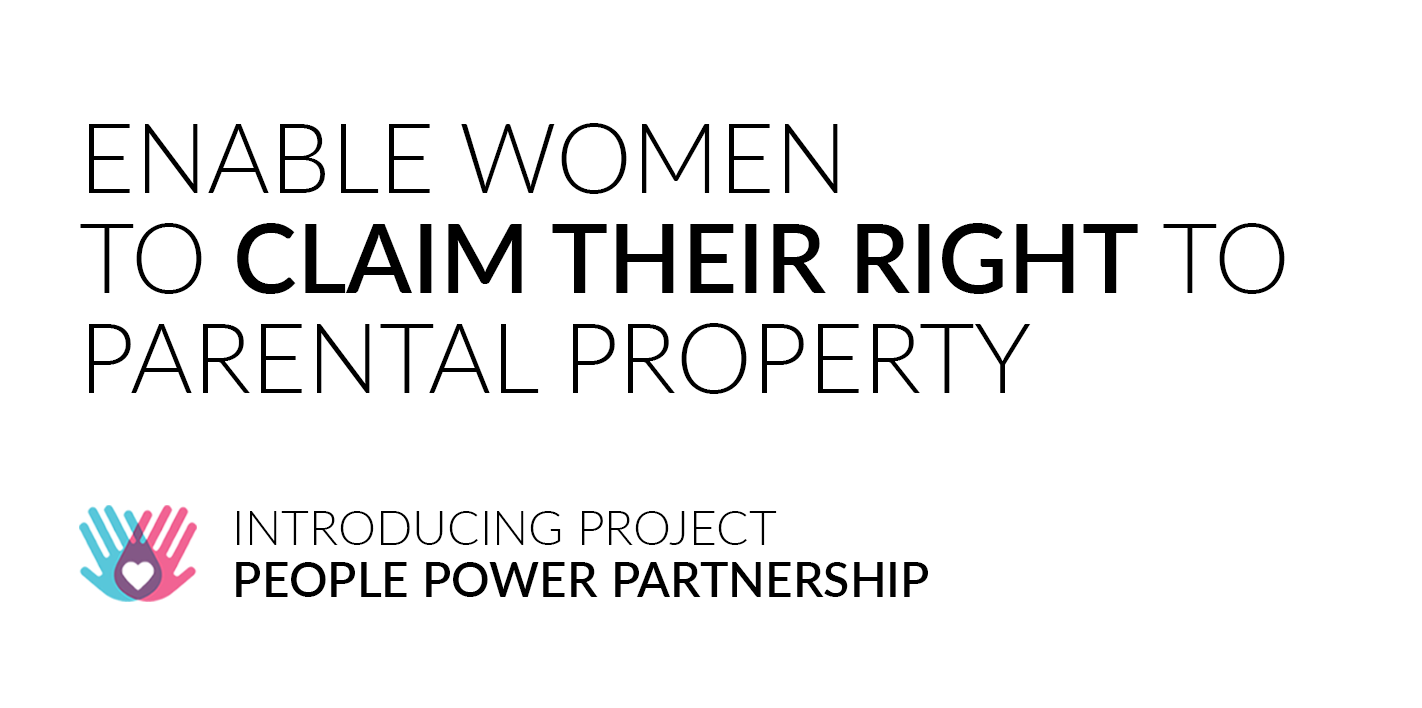 ENABLE WOMEN
TO CLAIM THEIR RIGHT TO
PARENTAL PROPERTY
INTRODUCING PROJECT
PEOPLE POWER PARTNERSHIP